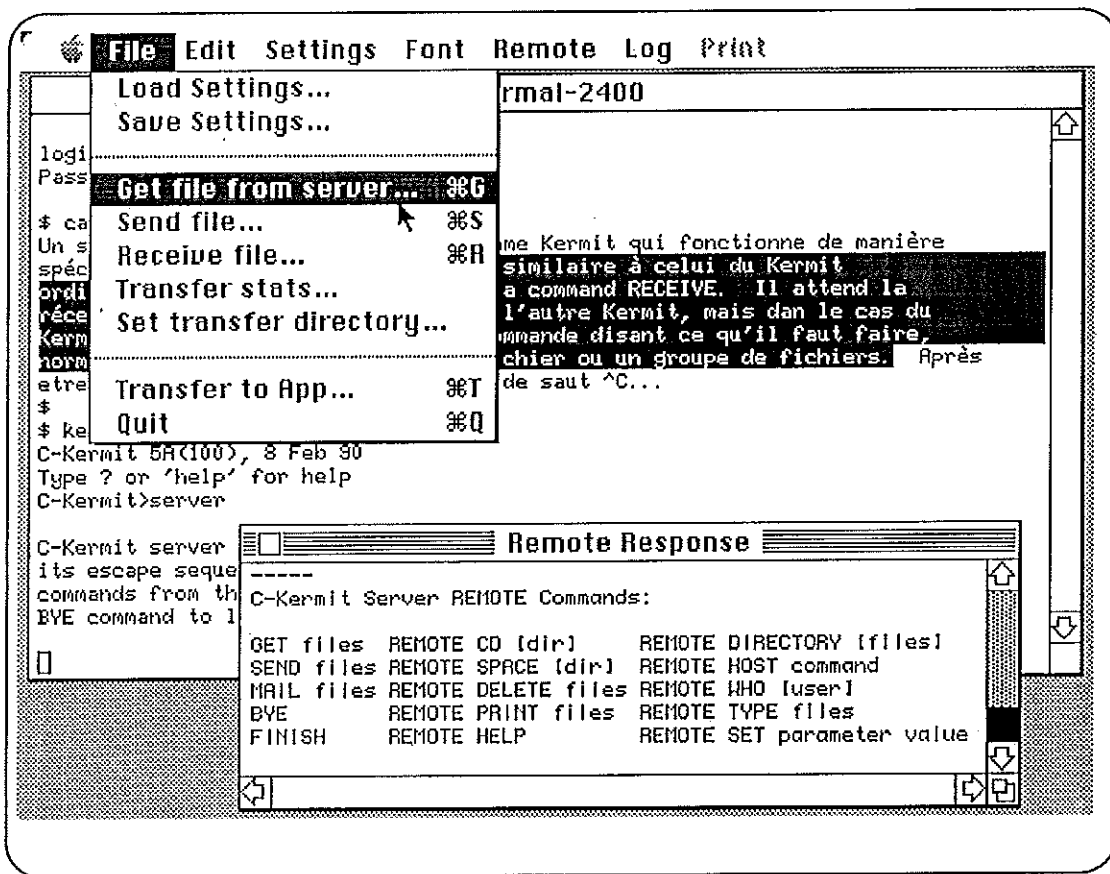 File Edit Settings Font Remote Log Print
rmal-2400
Load Settings...
Save Settings...
Get file from server... ⌘G
Send file... ⌘S
Receive file... ⌘R
Transfer stats...
Set transfer directory...
Transfer to App... ⌘T
Quit ⌘Q
logi
Pass
$ ca
Un s me Kermit qui fonctionne de manière
spéc similaire à celui du Kermit
ordi a command RECEIVE. Il attend la
réce l'autre Kermit, mais dan le cas du
Kerm mmande disant ce qu'il faut faire,
norm chier ou un groupe de fichiers. Après
etre de saut ^C...
$
$ ke
C-Kermit 5A(100), 8 Feb 90
Type ? or 'help' for help
C-Kermit>server
C-Kermit server
its escape seque
commands from th
BYE command to l
Remote Response
-----
C-Kermit Server REMOTE Commands:
GET files REMOTE CD [dir] REMOTE DIRECTORY [files]
SEND files REMOTE SPACE [dir] REMOTE HOST command
MAIL files REMOTE DELETE files REMOTE WHO [user]
BYE REMOTE PRINT files REMOTE TYPE files
FINISH REMOTE HELP REMOTE SET parameter value